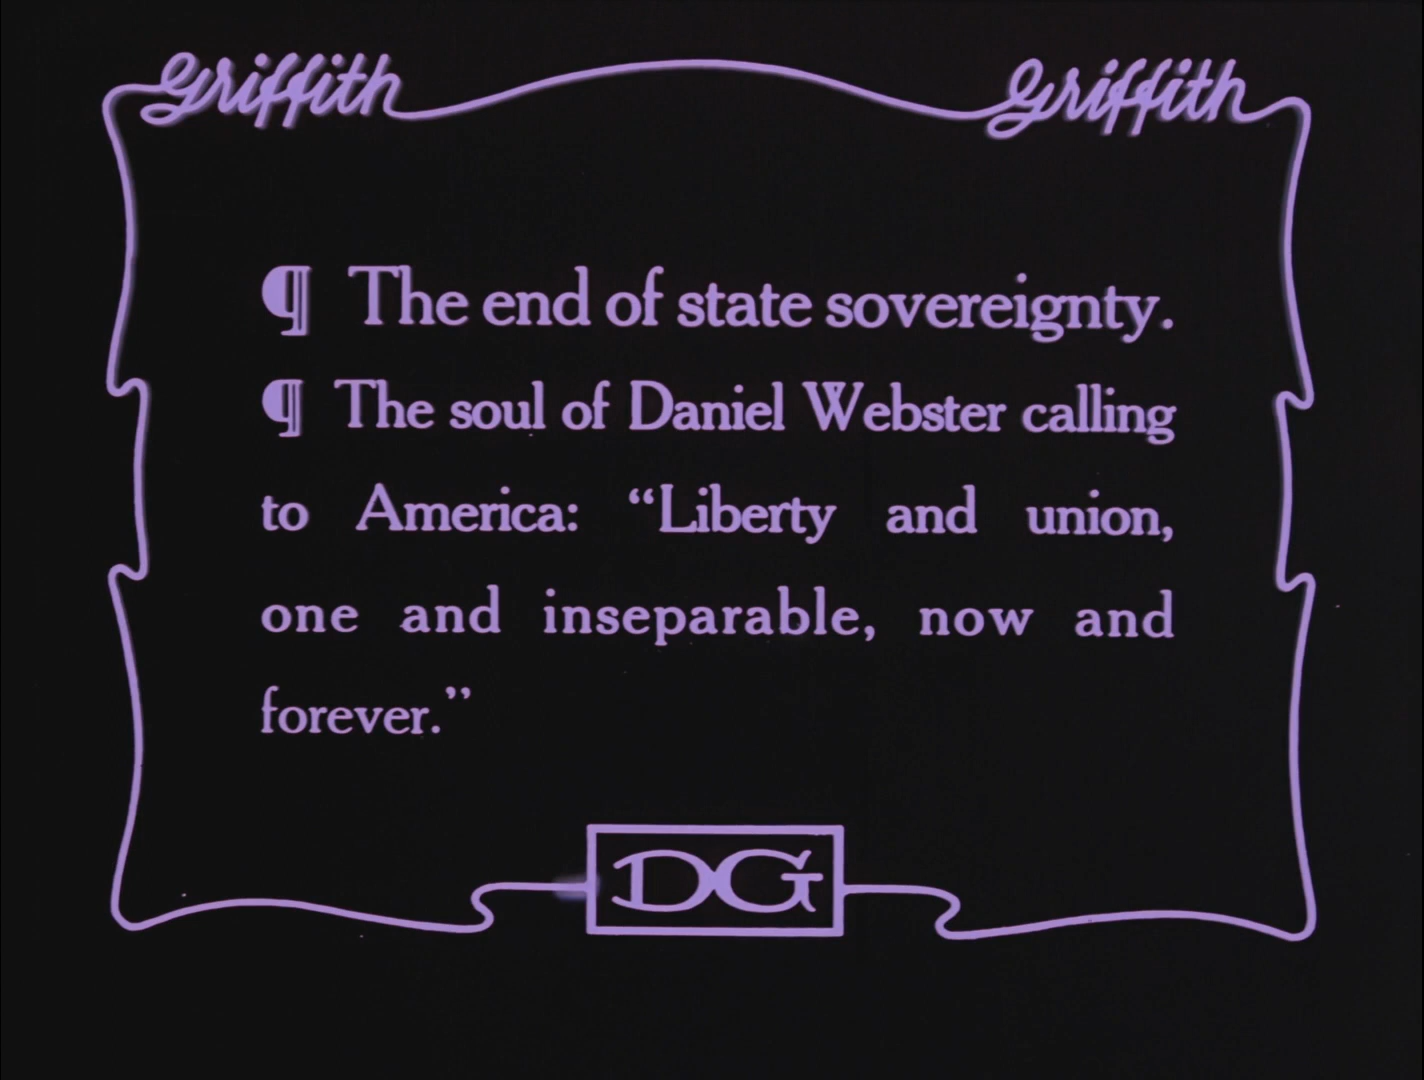 Griffith Griffith
¶ The end of state sovereignty.
¶ The soul of Daniel Webster calling
to America: “Liberty and union,
one and inseparable, now and
forever.”
DG